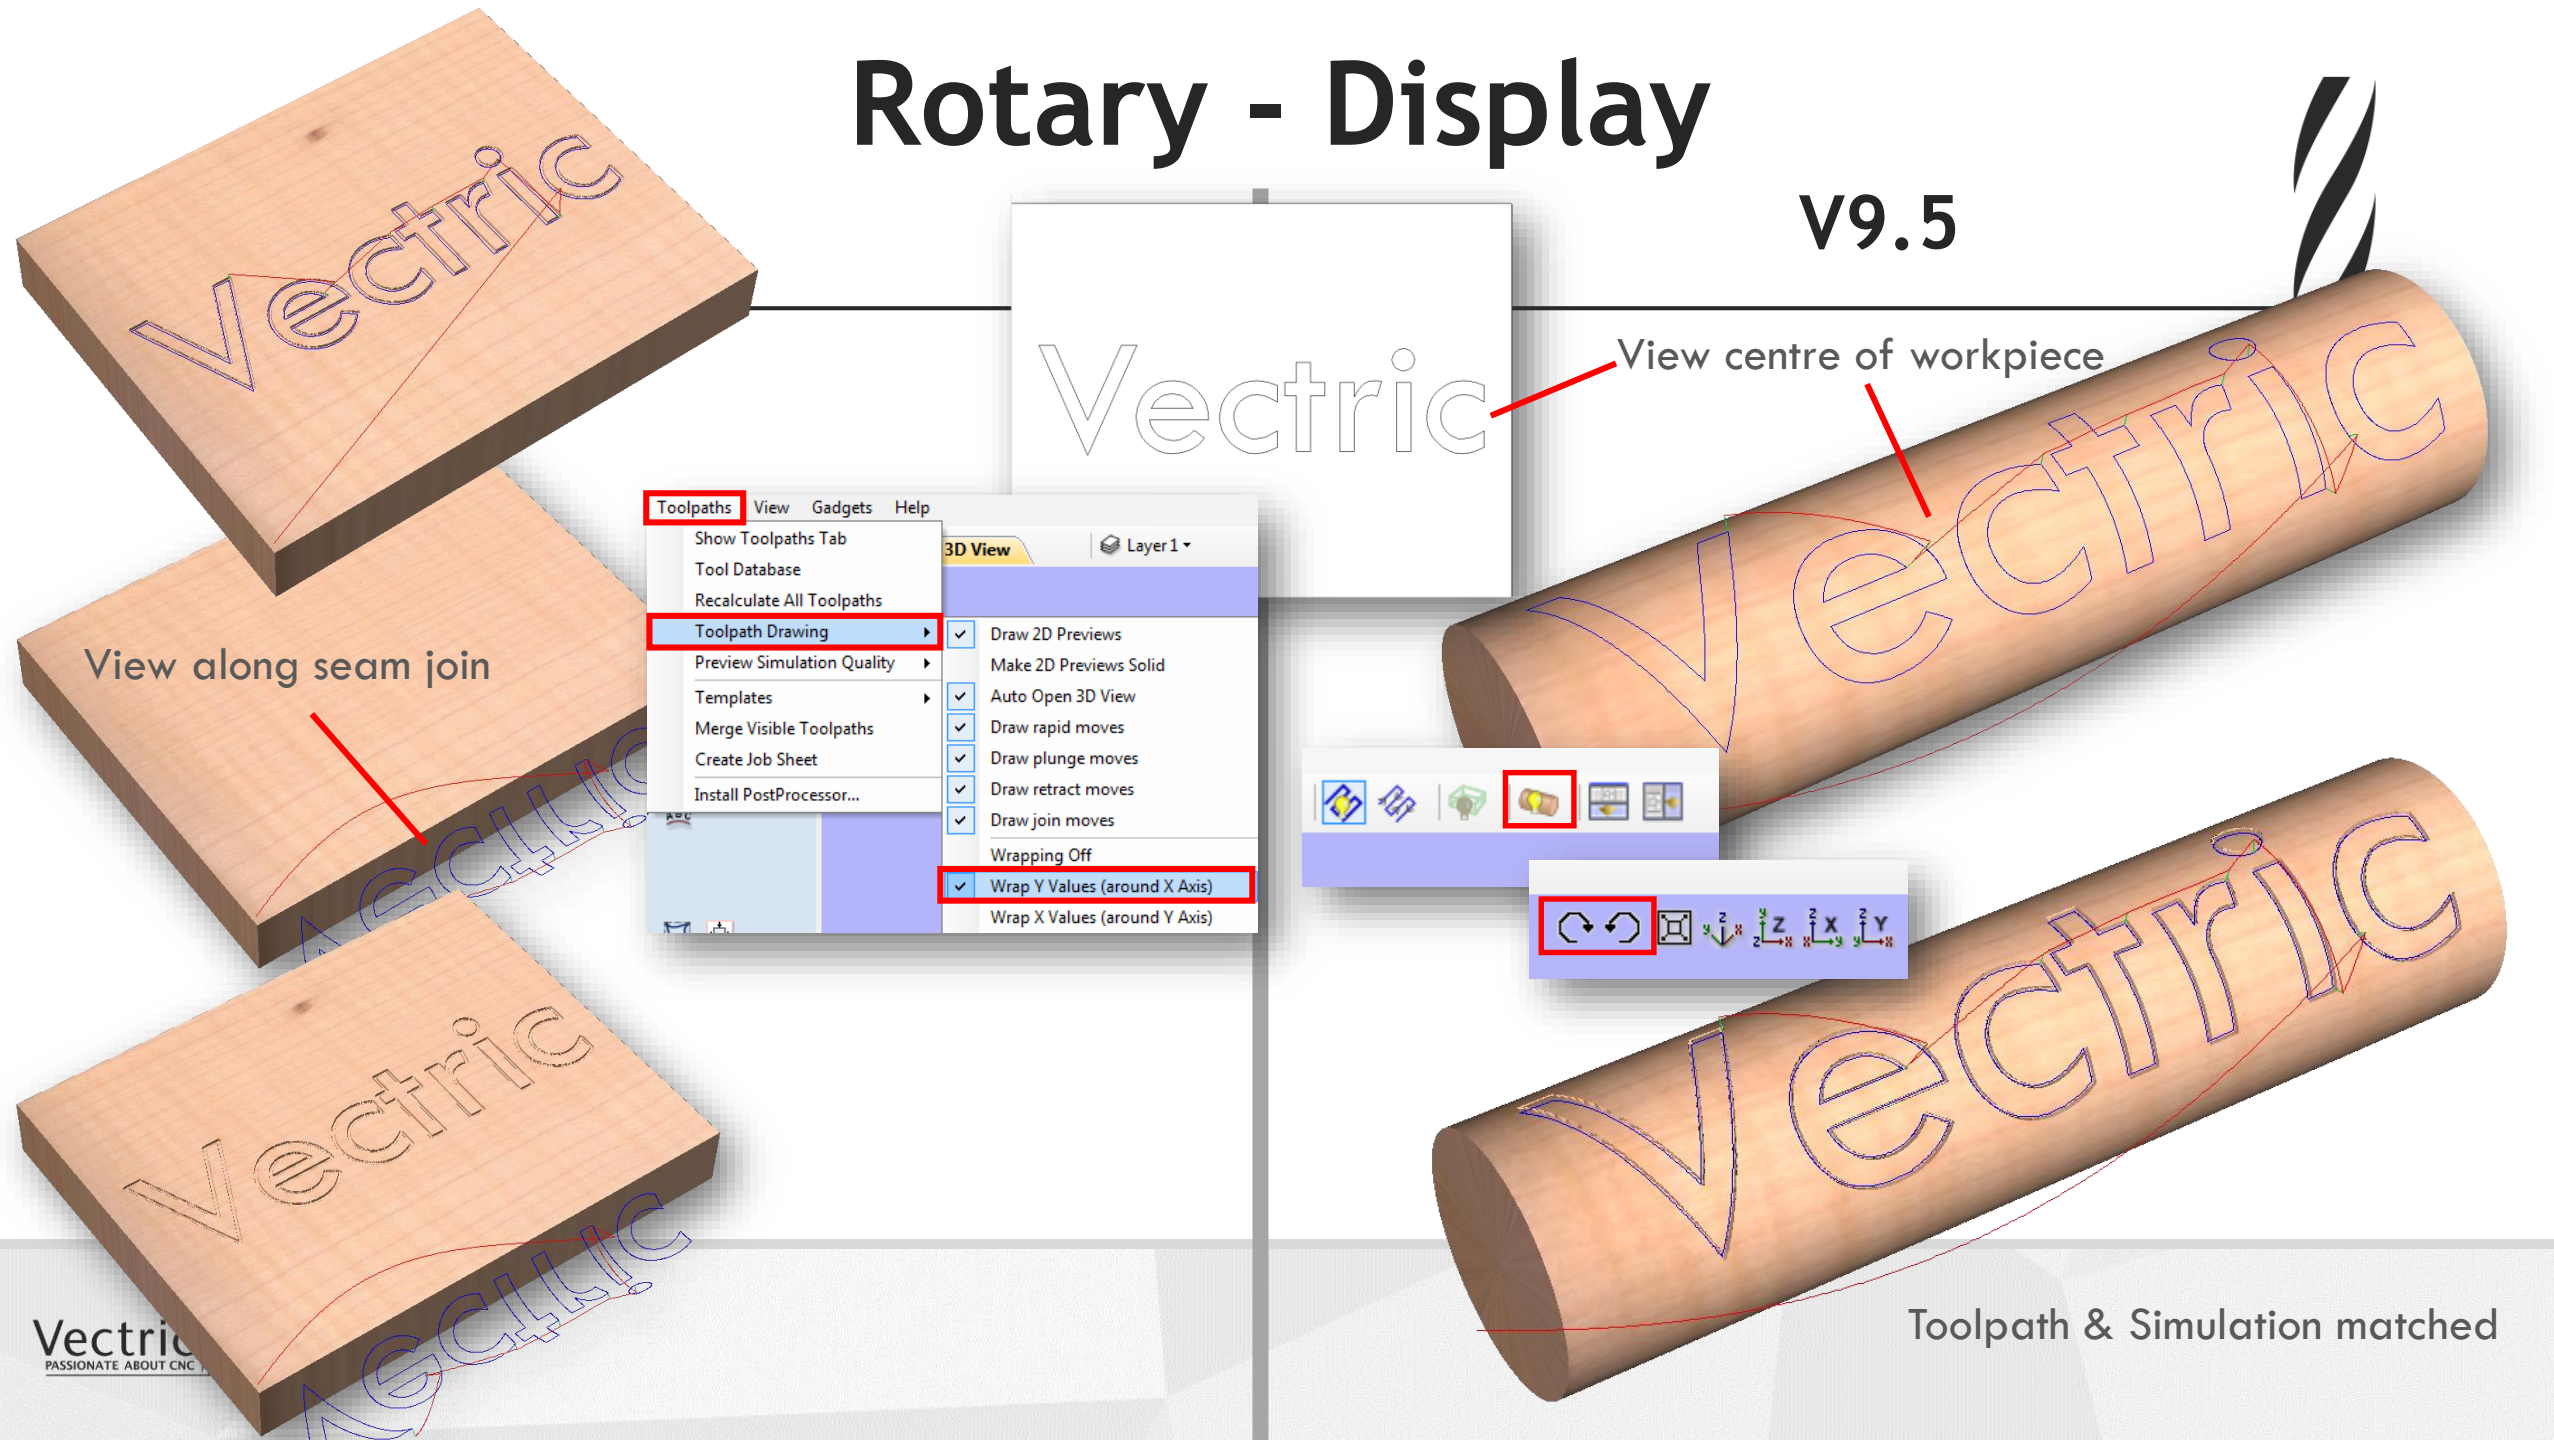 Rotary - Display
V9.5
Vectric
Vectric
View centre of workpiece
Vectric
Toolpaths View Gadgets Help
Show Toolpaths Tab
Tool Database
Recalculate All Toolpaths
Toolpath Drawing
Preview Simulation Quality
Templates
Merge Visible Toolpaths
Create Job Sheet
Install PostProcessor...
3D View
Layer 1
Draw 2D Previews
Make 2D Previews Solid
Auto Open 3D View
Draw rapid moves
Draw plunge moves
Draw retract moves
Draw join moves
Wrapping Off
Wrap Y Values (around X Axis)
Wrap X Values (around Y Axis)
View along seam join
Vectric
ABC
z y x
y Z z x
z X x y
z Y y x
Vectric
Vectric
Vectric
Vectric
Toolpath & Simulation matched
Vectric
PASSIONATE ABOUT CNC